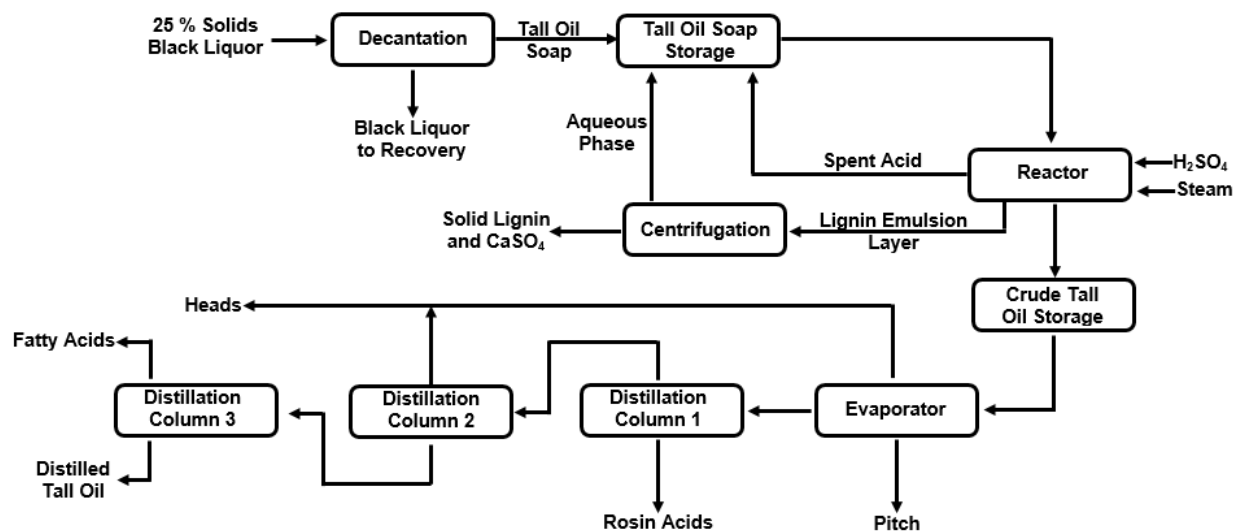 25 % Solids
Black Liquor
Decantation
Tall Oil
Soap
Tall Oil Soap
Storage
Black Liquor
to Recovery
Aqueous
Phase
Spent Acid
Reactor
H₂SO₄
Steam
Solid Lignin
and CaSO₄
Centrifugation
Lignin Emulsion
Layer
Crude Tall
Oil Storage
Heads
Fatty Acids
Distillation
Column 3
Distillation
Column 2
Distillation
Column 1
Evaporator
Distilled
Tall Oil
Rosin Acids
Pitch